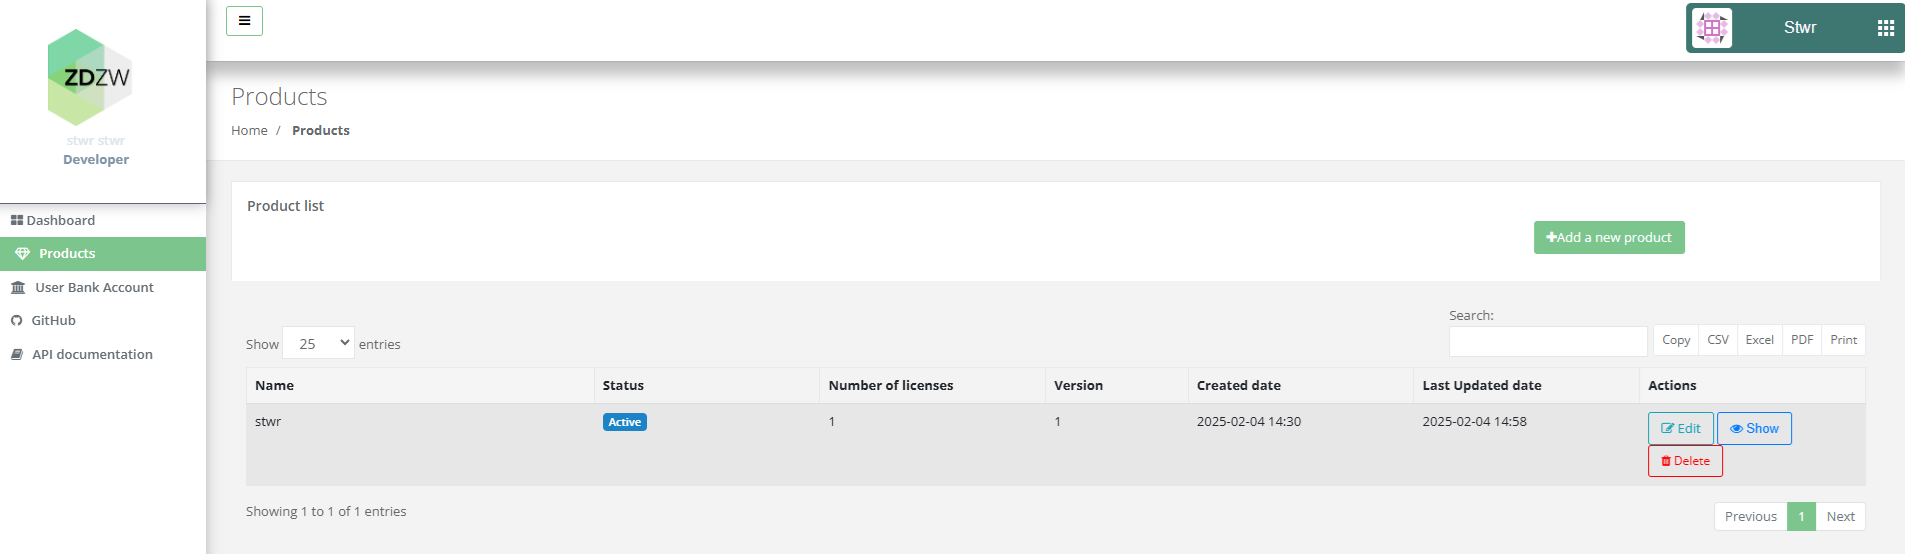 Stwr
ZDZW
stwr stwr
Developer
Dashboard
Products
User Bank Account
GitHub
API documentation
Products
Home / Products
Product list
Add a new product
Show 25 entries
Search:
Copy CSV Excel PDF Print
Name Status Number of licenses Version Created date Last Updated date Actions
stwr Active 1 1 2025-02-04 14:30 2025-02-04 14:58 Edit Show
Delete
Showing 1 to 1 of 1 entries
Previous 1 Next